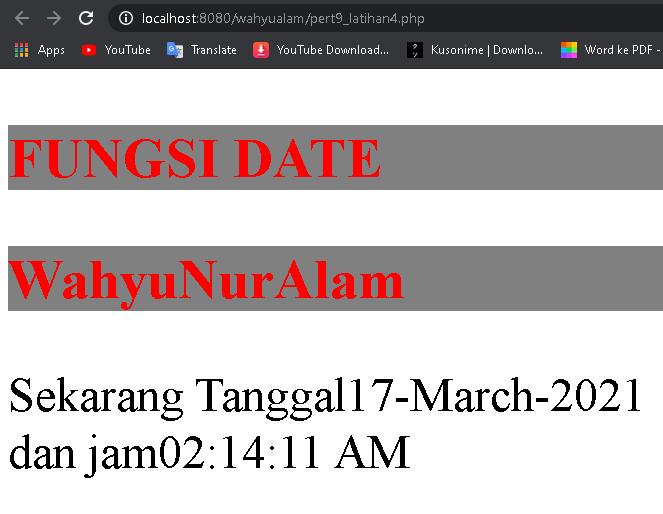 localhost:8080/wahyualam/pert9_latihan4.php
Apps YouTube Translate YouTube Download... Kusonime | Downlo... Word ke PDF -
FUNGSI DATE
WahyuNurAlam
Sekarang Tanggal17-March-2021
dan jam02:14:11 AM